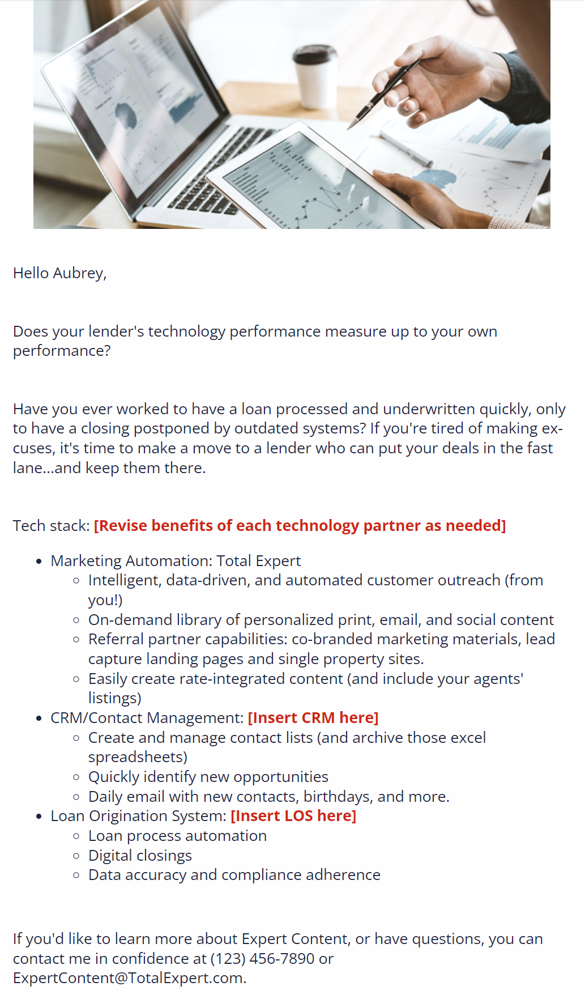 Hello Aubrey,
Does your lender's technology performance measure up to your own
performance?
Have you ever worked to have a loan processed and underwritten quickly, only
to have a closing postponed by outdated systems? If you're tired of making ex-
cuses, it's time to make a move to a lender who can put your deals in the fast
lane...and keep them there.
Tech stack: [Revise benefits of each technology partner as needed]
• Marketing Automation: Total Expert
◦ Intelligent, data-driven, and automated customer outreach (from
you!)
◦ On-demand library of personalized print, email, and social content
◦ Referral partner capabilities: co-branded marketing materials, lead
capture landing pages and single property sites.
◦ Easily create rate-integrated content (and include your agents'
listings)
• CRM/Contact Management: [Insert CRM here]
◦ Create and manage contact lists (and archive those excel
spreadsheets)
◦ Quickly identify new opportunities
◦ Daily email with new contacts, birthdays, and more.
• Loan Origination System: [Insert LOS here]
◦ Loan process automation
◦ Digital closings
◦ Data accuracy and compliance adherence
If you'd like to learn more about Expert Content, or have questions, you can
contact me in confidence at (123) 456-7890 or
ExpertContent@TotalExpert.com.